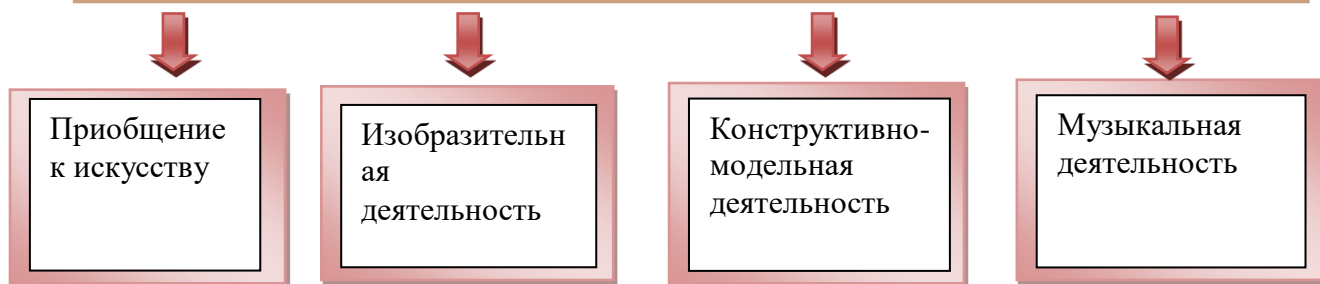 Приобщение
к искусству
Изобразительн
ая
деятельность
Конструктивно-
модельная
деятельность
Музыкальная
деятельность